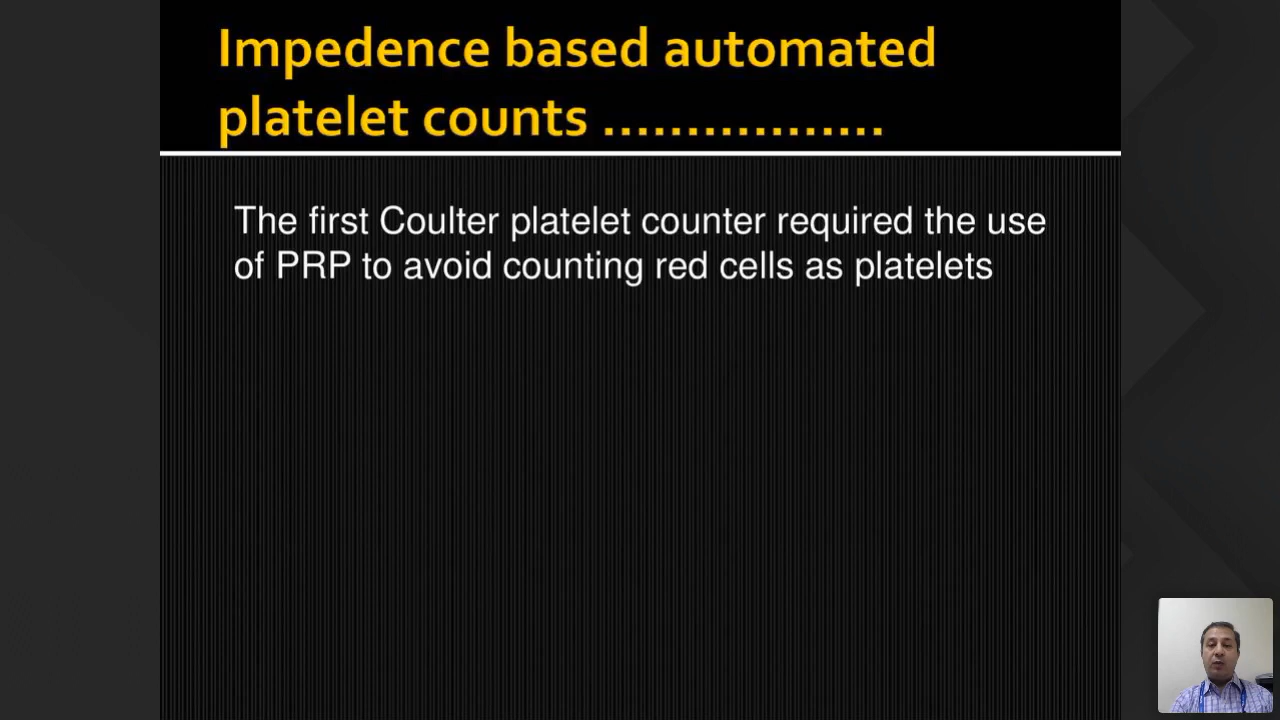 Impedence based automated
platelet counts .................
The first Coulter platelet counter required the use
of PRP to avoid counting red cells as platelets